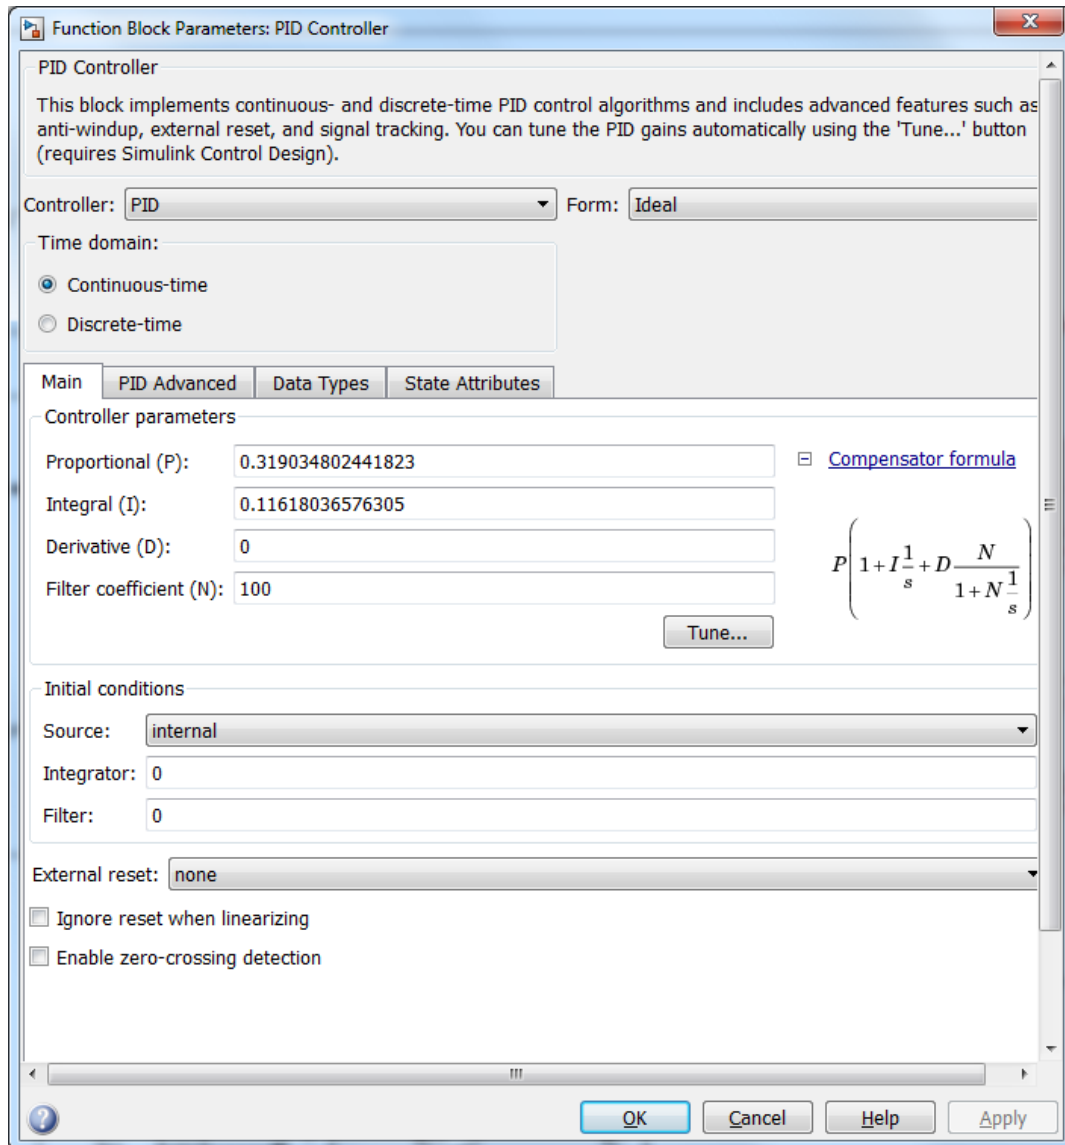 Function Block Parameters: PID Controller
PID Controller
This block implements continuous- and discrete-time PID control algorithms and includes advanced features such as
anti-windup, external reset, and signal tracking. You can tune the PID gains automatically using the 'Tune...' button
(requires Simulink Control Design).
Controller: PID Form: Ideal
Time domain:
Continuous-time
Discrete-time
Main PID Advanced Data Types State Attributes
Controller parameters
Proportional (P): 0.319034802441823 Compensator formula
Integral (I): 0.11618036576305
Derivative (D): 0
Filter coefficient (N): 100
P(1+I 1/s +D N/(1+N 1/s))
Tune...
Initial conditions
Source: internal
Integrator: 0
Filter: 0
External reset: none
Ignore reset when linearizing
Enable zero-crossing detection
? OK Cancel Help Apply